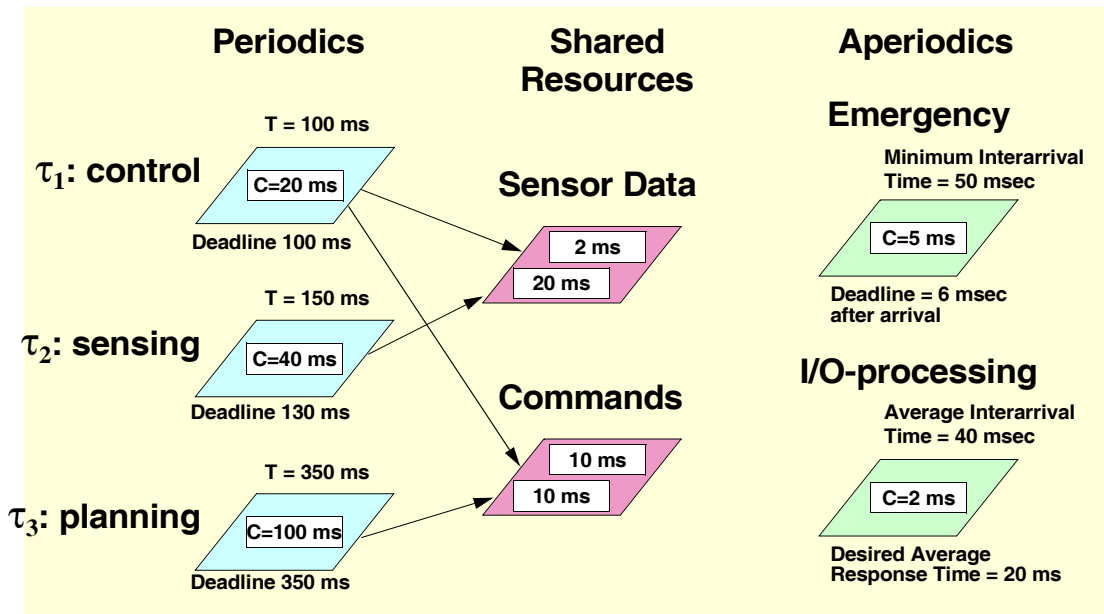 Periodics
Shared
Resources
Aperiodics
T = 100 ms
τ1: control
C=20 ms
Deadline 100 ms
T = 150 ms
τ2: sensing
C=40 ms
Deadline 130 ms
T = 350 ms
τ3: planning
C=100 ms
Deadline 350 ms
Sensor Data
2 ms
20 ms
Commands
10 ms
10 ms
Emergency
Minimum Interarrival
Time = 50 msec
C=5 ms
Deadline = 6 msec
after arrival
I/O-processing
Average Interarrival
Time = 40 msec
C=2 ms
Desired Average
Response Time = 20 ms